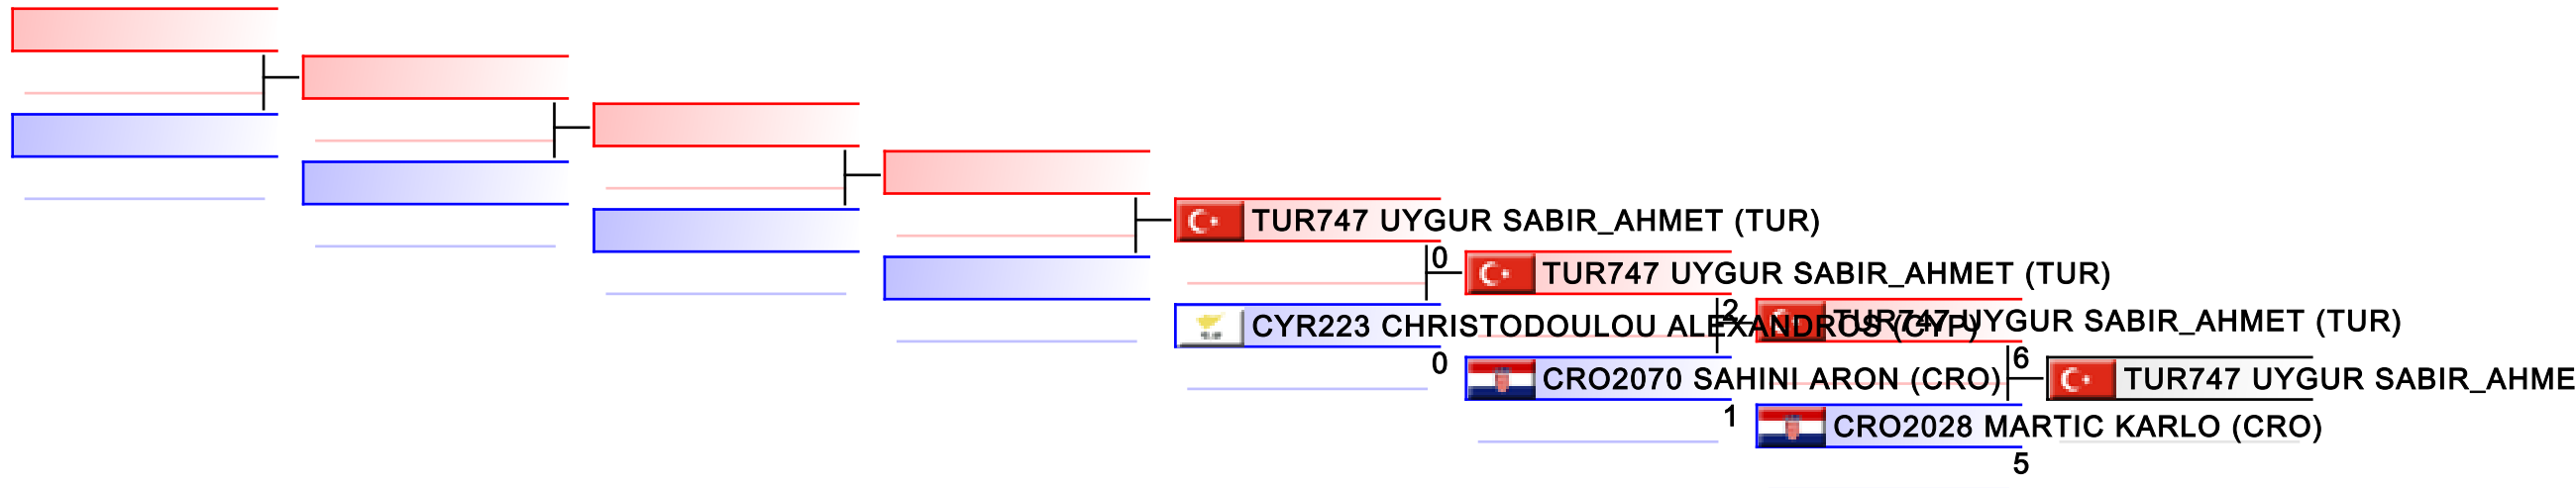 TUR747 UYGUR SABIR_AHMET (TUR)
0
TUR747 UYGUR SABIR_AHMET (TUR)
2
TUR747 UYGUR SABIR_AHMET (TUR)
CYR223 CHRISTODOULOU ALEXANDROS (CYP)
0
6
CRO2070 SAHINI ARON (CRO)
TUR747 UYGUR SABIR_AHME
1
CRO2028 MARTIC KARLO (CRO)
5